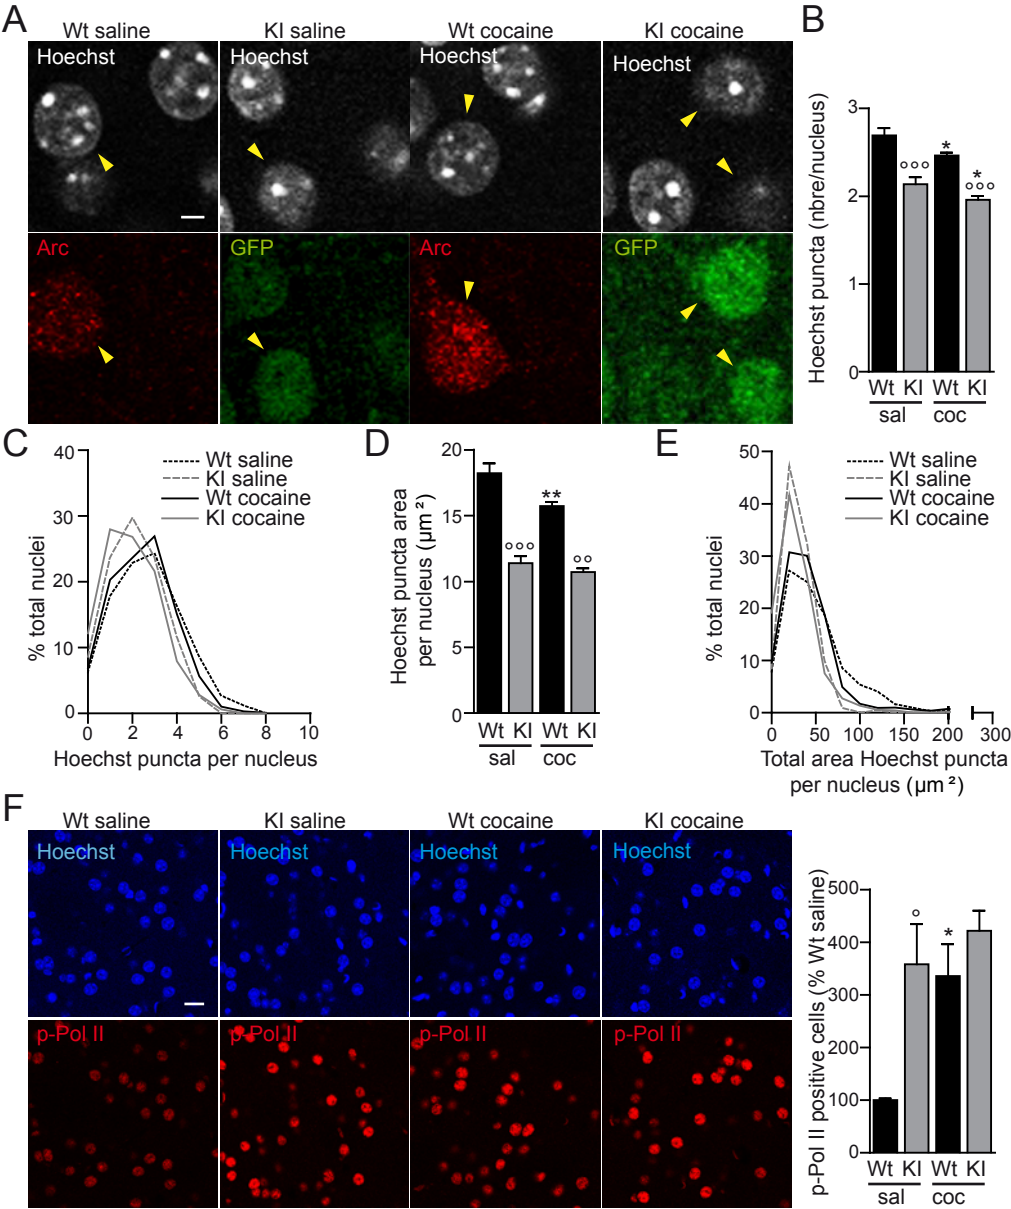 A
Wt saline
KI saline
Wt cocaine
KI cocaine
Hoechst
Hoechst
Hoechst
Hoechst
Arc
GFP
Arc
GFP
B
Hoechst puncta (nbre/nucleus)
3
2
1
0
°°°
*
*
°°°
Wt KI Wt KI
sal coc
C
% total nuclei
40
30
20
10
0
Wt saline
KI saline
Wt cocaine
KI cocaine
0 2 4 6 8 10
Hoechst puncta per nucleus
D
Hoechst puncta area
per nucleus (µm²)
20
15
10
5
0
°°°
**
°°
Wt KI Wt KI
sal coc
E
% total nuclei
50
40
30
20
10
0
Wt saline
KI saline
Wt cocaine
KI cocaine
0 50 100 150 200 300
Total area Hoechst puncta
per nucleus (µm²)
F
Wt saline
KI saline
Wt cocaine
KI cocaine
Hoechst
Hoechst
Hoechst
Hoechst
p-Pol II
p-Pol II
p-Pol II
p-Pol II
p-Pol II positive cells (% Wt saline)
500
400
300
200
100
0
°
*
Wt KI Wt KI
sal coc